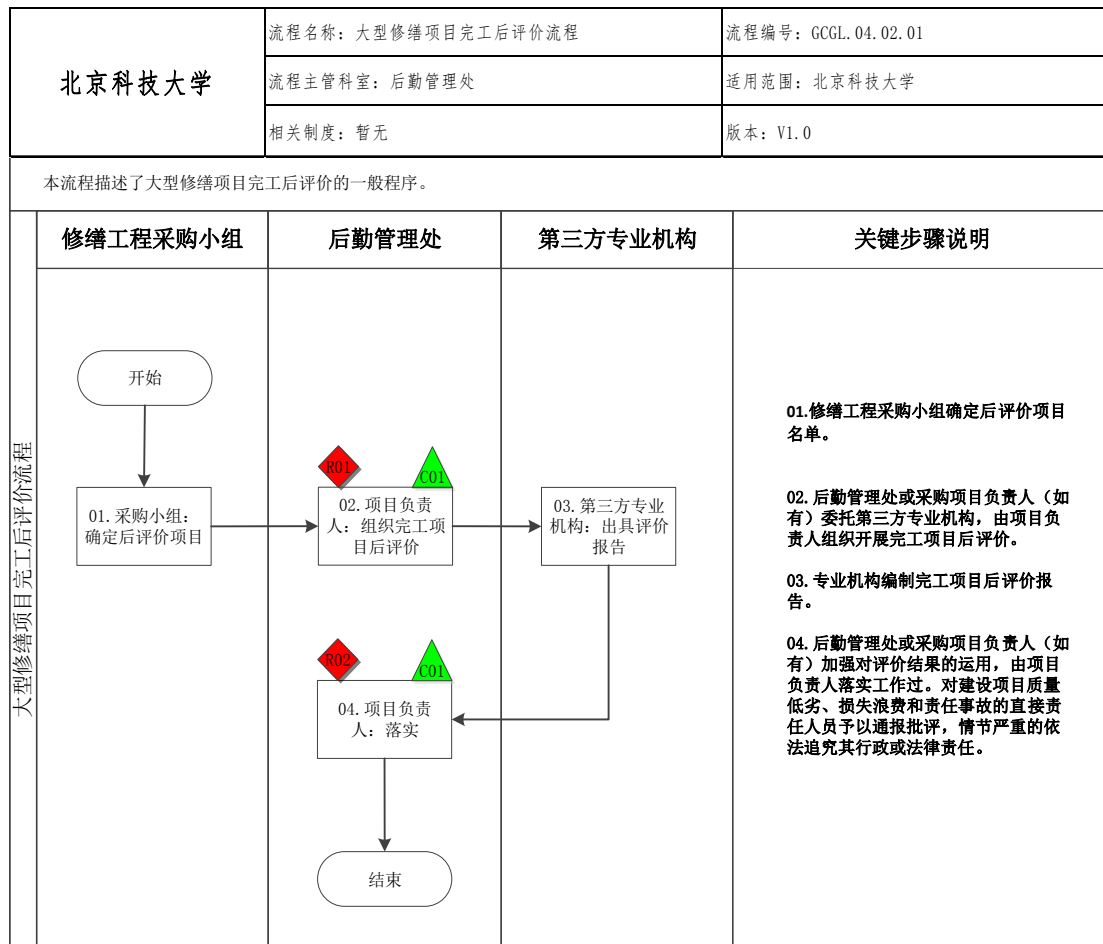 北京科技大学
流程名称：大型修缮项目完工后评价流程
流程编号：GCGL.04.02.01
流程主管科室：后勤管理处
适用范围：北京科技大学
相关制度：暂无
版本：V1.0
本流程描述了大型修缮项目完工后评价的一般程序。
大型修缮项目完工后评价流程
修缮工程采购小组
后勤管理处
第三方专业机构
关键步骤说明
开始
01.采购小组：
确定后评价项目
R01
C01
02.项目负责
人：组织完工项
目后评价
03.第三方专业
机构：出具评价
报告
R02
C01
04.项目负责
人：落实
结束
01.修缮工程采购小组确定后评价项目
名单。
02.后勤管理处或采购项目负责人（如
有）委托第三方专业机构，由项目负
责人组织开展完工项目后评价。
03.专业机构编制完工项目后评价报
告。
04.后勤管理处或采购项目负责人（如
有）加强对评价结果的运用，由项目
负责人落实工作过。对建设项目质量
低劣、损失浪费和责任事故的直接责
任人员予以通报批评，情节严重的依
法追究其行政或法律责任。